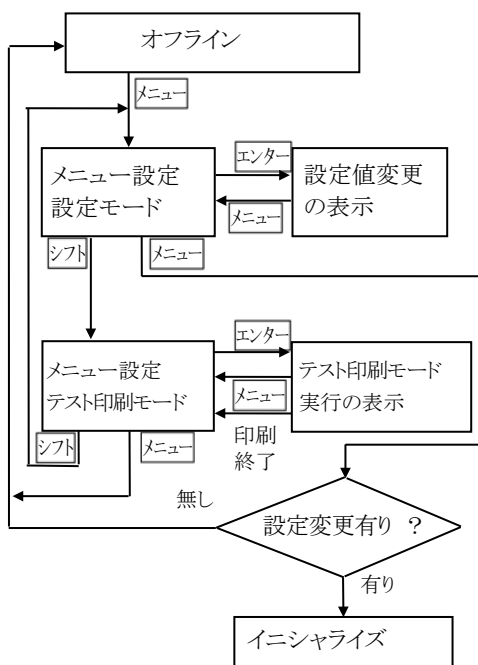 オフライン
メニュー
メニュー設定
設定モード
エンター
メニュー
設定値変更
の表示
シフト
メニュー
メニュー設定
テスト印刷モード
エンター
メニュー
印刷
終了
テスト印刷モード
実行の表示
シフト
メニュー
無し
設定変更有り ?
有り
イニシャライズ